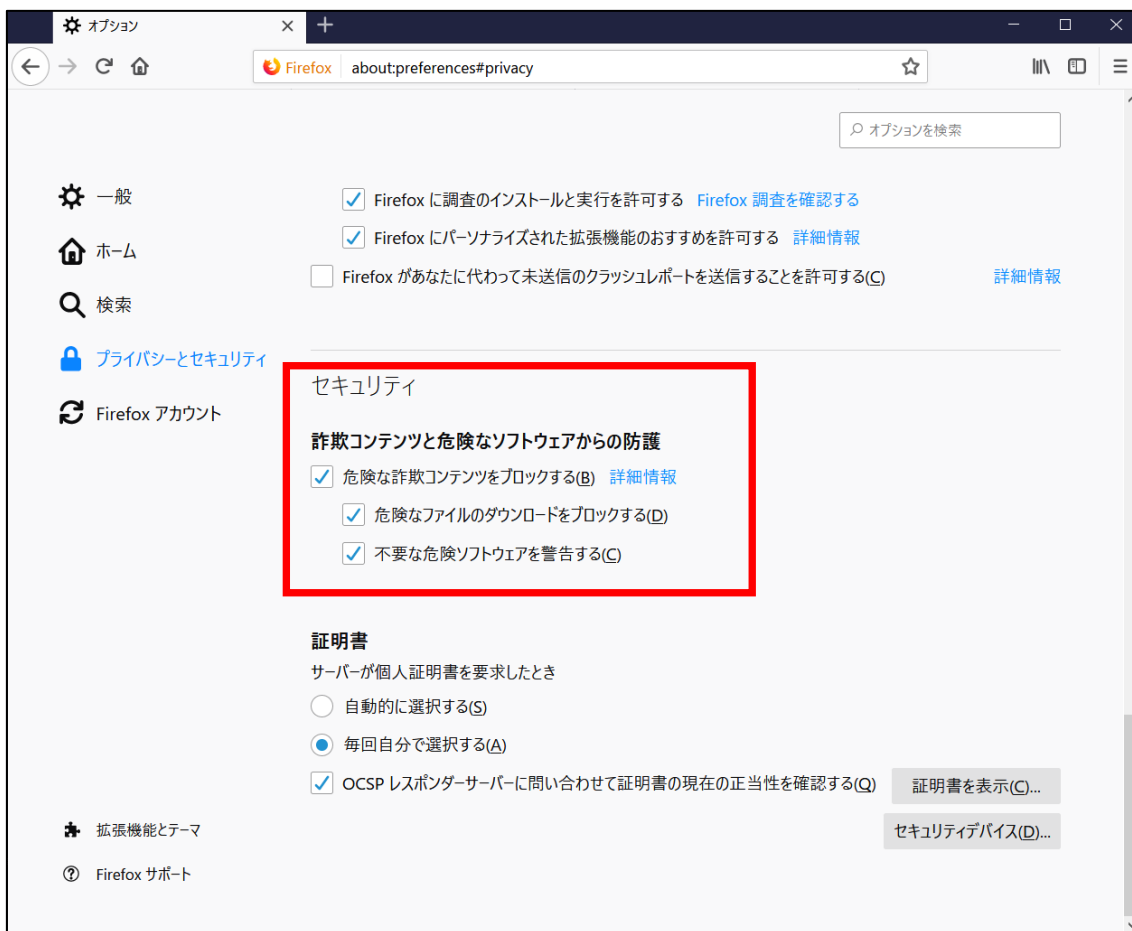 オプション
Firefox about:preferences#privacy
オプションを検索
一般
ホーム
検索
プライバシーとセキュリティ
Firefox アカウント
Firefox に調査のインストールと実行を許可する Firefox 調査を確認する
Firefox にパーソナライズされた拡張機能のおすすめを許可する 詳細情報
Firefox があなたに代わって未送信のクラッシュレポートを送信することを許可する(C) 詳細情報
セキュリティ
詐欺コンテンツと危険なソフトウェアからの防護
危険な詐欺コンテンツをブロックする(B) 詳細情報
危険なファイルのダウンロードをブロックする(D)
不要な危険ソフトウェアを警告する(C)
証明書
サーバーが個人証明書を要求したとき
自動的に選択する(S)
毎回自分で選択する(A)
OCSP レスポンダーサーバーに問い合わせて証明書の現在の正当性を確認する(Q) 証明書を表示(C)...
セキュリティデバイス(D)...
拡張機能とテーマ
Firefox サポート